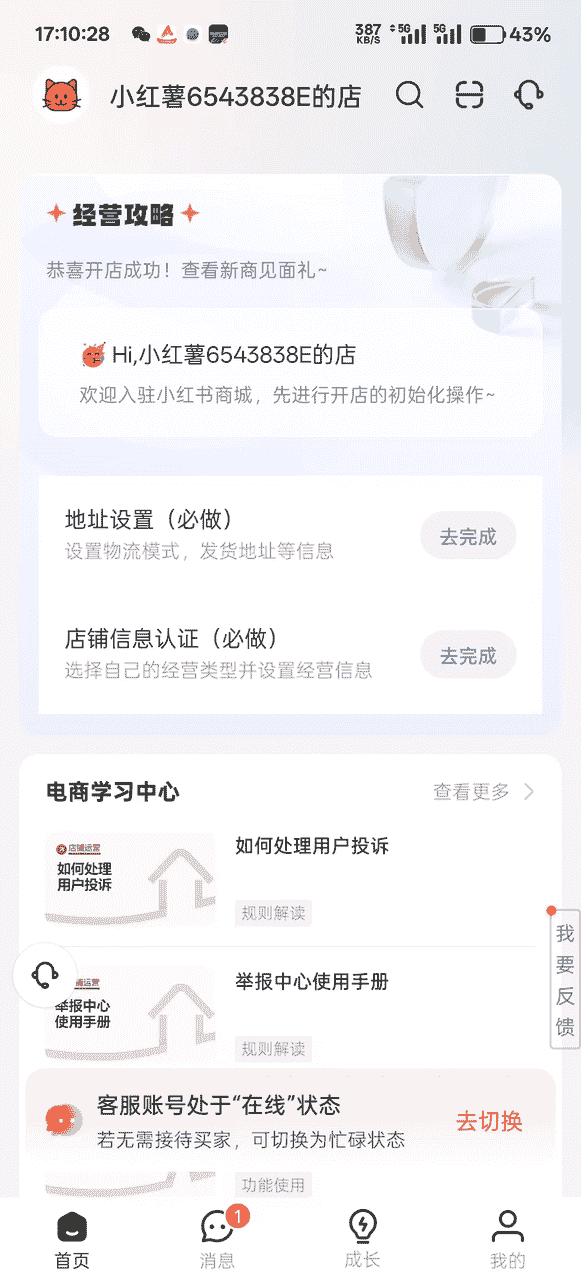 17:10:28
387 KB/S 5G 5G 43%
小红薯6543838E的店
经营攻略
恭喜开店成功！查看新商见面礼~
Hi,小红薯6543838E的店
欢迎入驻小红书商城，先进行开店的初始化操作~
地址设置（必做）
设置物流模式，发货地址等信息
去完成
店铺信息认证（必做）
选择自己的经营类型并设置经营信息
去完成
电商学习中心
查看更多
店铺运营
如何处理
用户投诉
如何处理用户投诉
规则解读
我要反馈
铺运营
举报中心
使用手册
举报中心使用手册
规则解读
客服账号处于“在线”状态
若无需接待买家，可切换为忙碌状态
去切换
功能使用
首页
消息
1
成长
我的